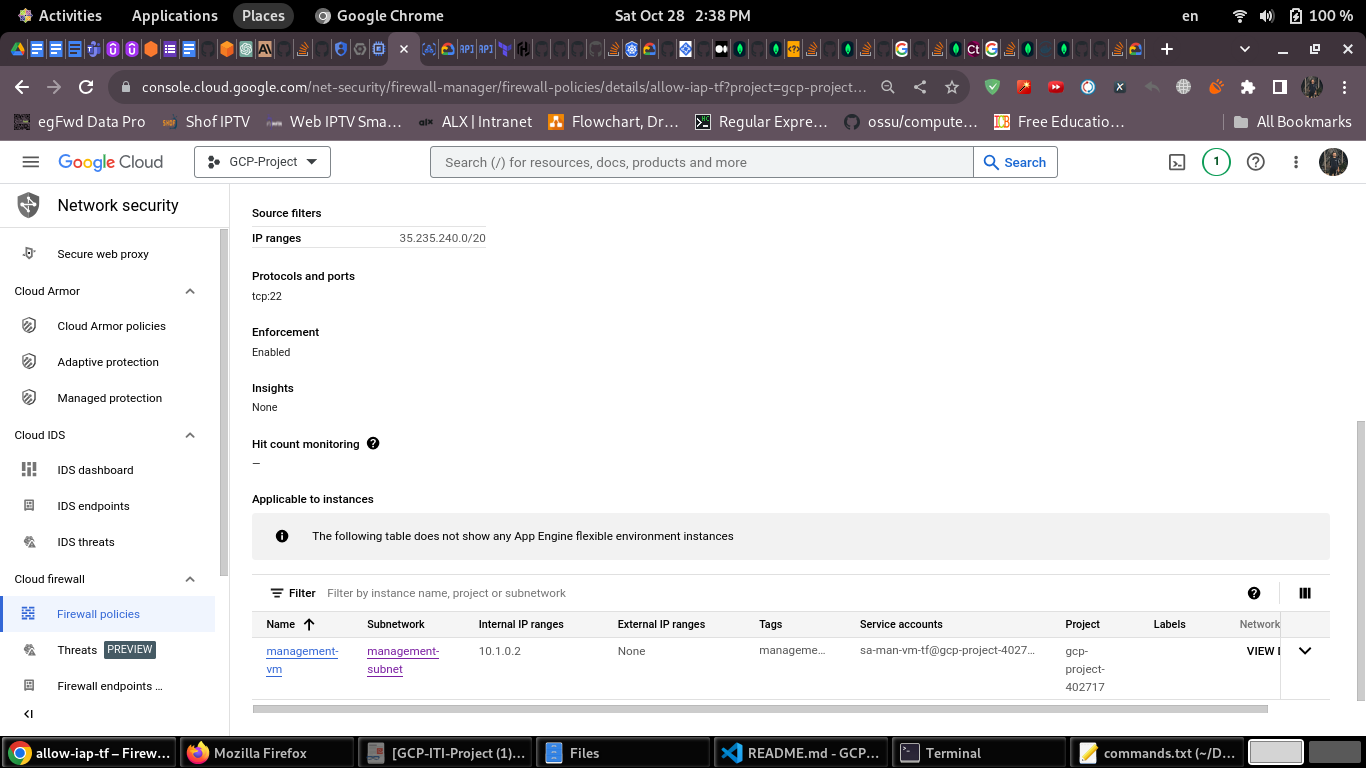 Activities
Applications
Places
Google Chrome
Sat Oct 28 2:38 PM
en
100 %
console.cloud.google.com/net-security/firewall-manager/firewall-policies/details/allow-iap-tf?project=gcp-project...
egFwd Data Pro
Shof IPTV
Web IPTV Sma...
ALX | Intranet
Flowchart, Dr...
Regular Expre...
ossu/compute...
Free Educatio...
All Bookmarks
Google Cloud
GCP-Project
Search (/) for resources, docs, products and more
Search
1
Network security
Secure web proxy
Cloud Armor
Cloud Armor policies
Adaptive protection
Managed protection
Cloud IDS
IDS dashboard
IDS endpoints
IDS threats
Cloud firewall
Firewall policies
Threats PREVIEW
Firewall endpoints ...
Source filters
IP ranges 35.235.240.0/20
Protocols and ports
tcp:22
Enforcement
Enabled
Insights
None
Hit count monitoring
—
Applicable to instances
The following table does not show any App Engine flexible environment instances
Filter Filter by instance name, project or subnetwork
Name Subnetwork Internal IP ranges External IP ranges Tags Service accounts Project Labels Network
management- management- 10.1.0.2 None manageme... sa-man-vm-tf@gcp-project-4027... gcp- VIEW
vm subnet project-
402717
allow-iap-tf – Firew...
Mozilla Firefox
[GCP-ITI-Project (1)...
Files
README.md - GCP...
Terminal
commands.txt (~/D...